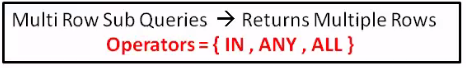 Multi Row Sub Queries → Returns Multiple Rows
Operators = { IN , ANY , ALL }